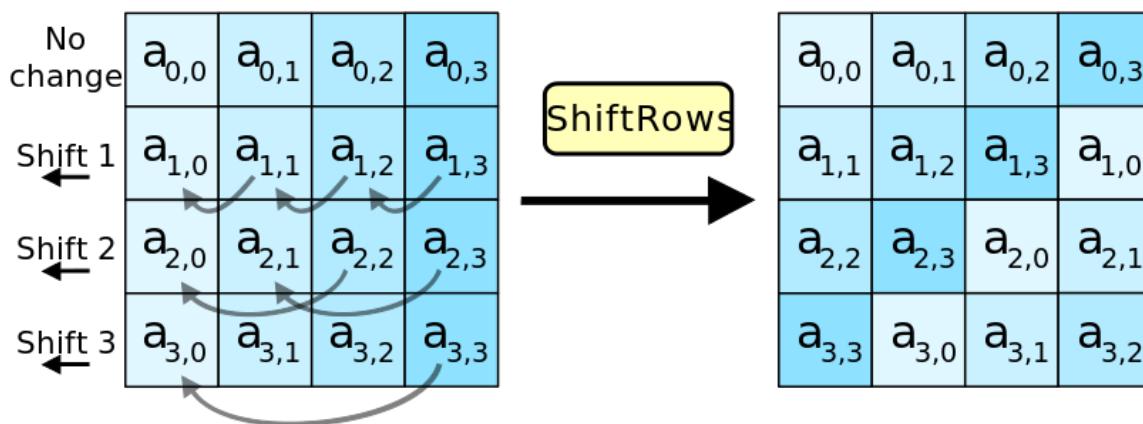 No
change
a0,0 a0,1 a0,2 a0,3
Shift 1
a1,0 a1,1 a1,2 a1,3
Shift 2
a2,0 a2,1 a2,2 a2,3
Shift 3
a3,0 a3,1 a3,2 a3,3
ShiftRows
a0,0 a0,1 a0,2 a0,3
a1,1 a1,2 a1,3 a1,0
a2,2 a2,3 a2,0 a2,1
a3,3 a3,0 a3,1 a3,2